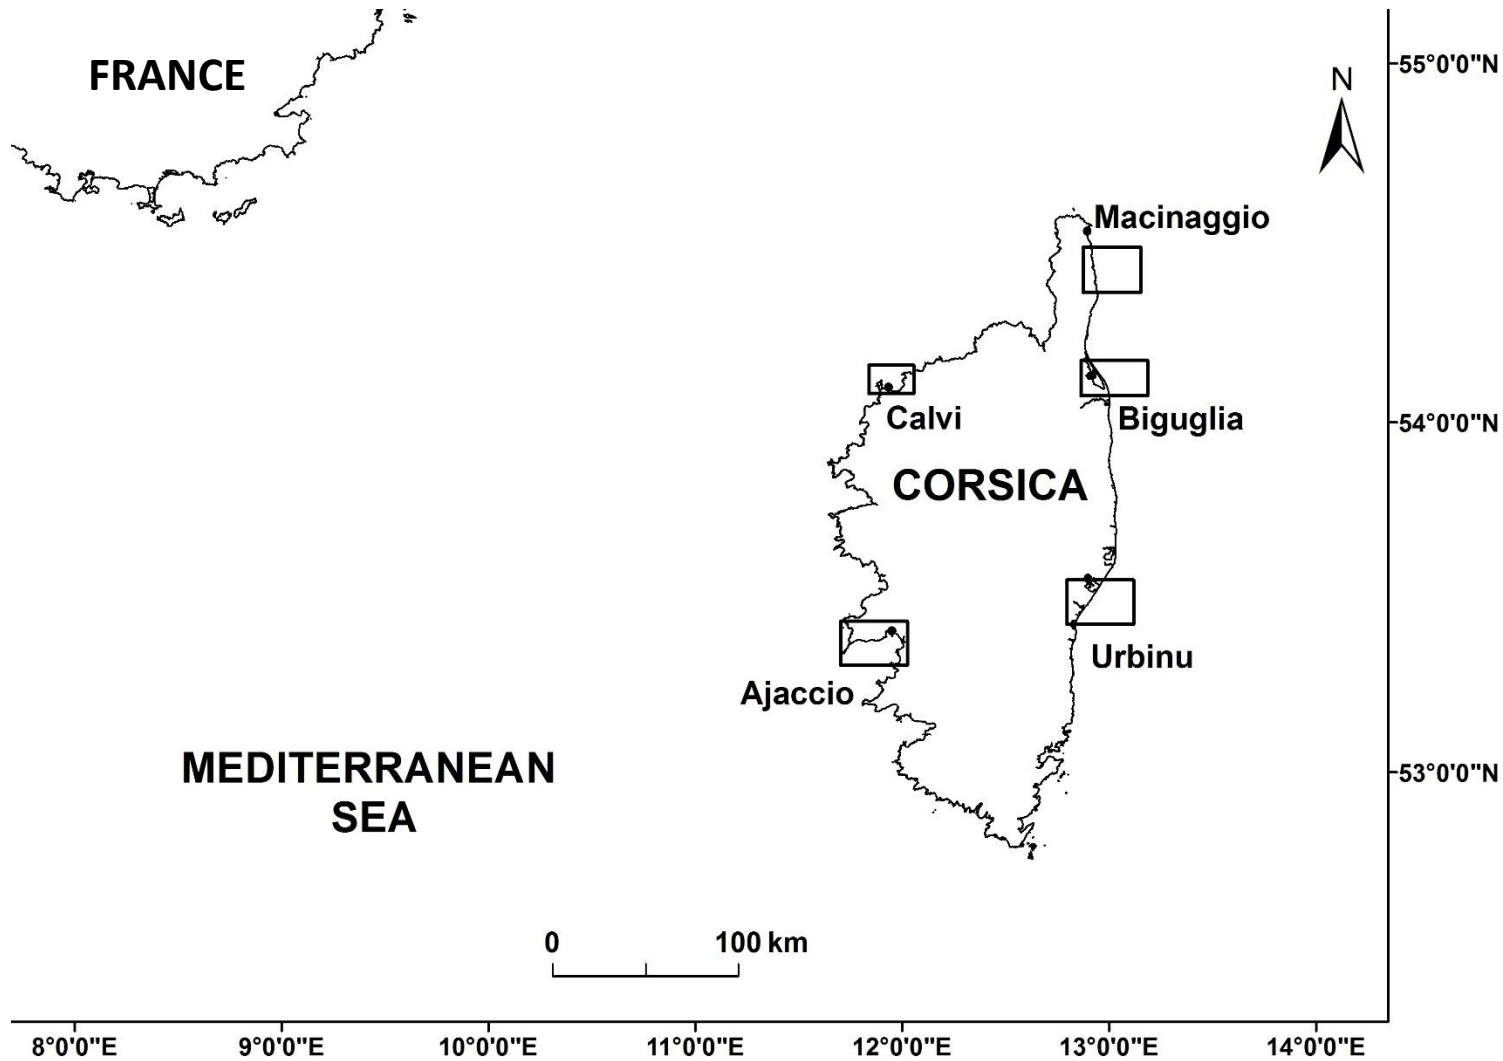 FRANCE
55°0'0"N
N
Macinaggio
Calvi
Biguglia
54°0'0"N
CORSICA
Urbinu
Ajaccio
MEDITERRANEAN
SEA
53°0'0"N
0 100 km
8°0'0"E 9°0'0"E 10°0'0"E 11°0'0"E 12°0'0"E 13°0'0"E 14°0'0"E